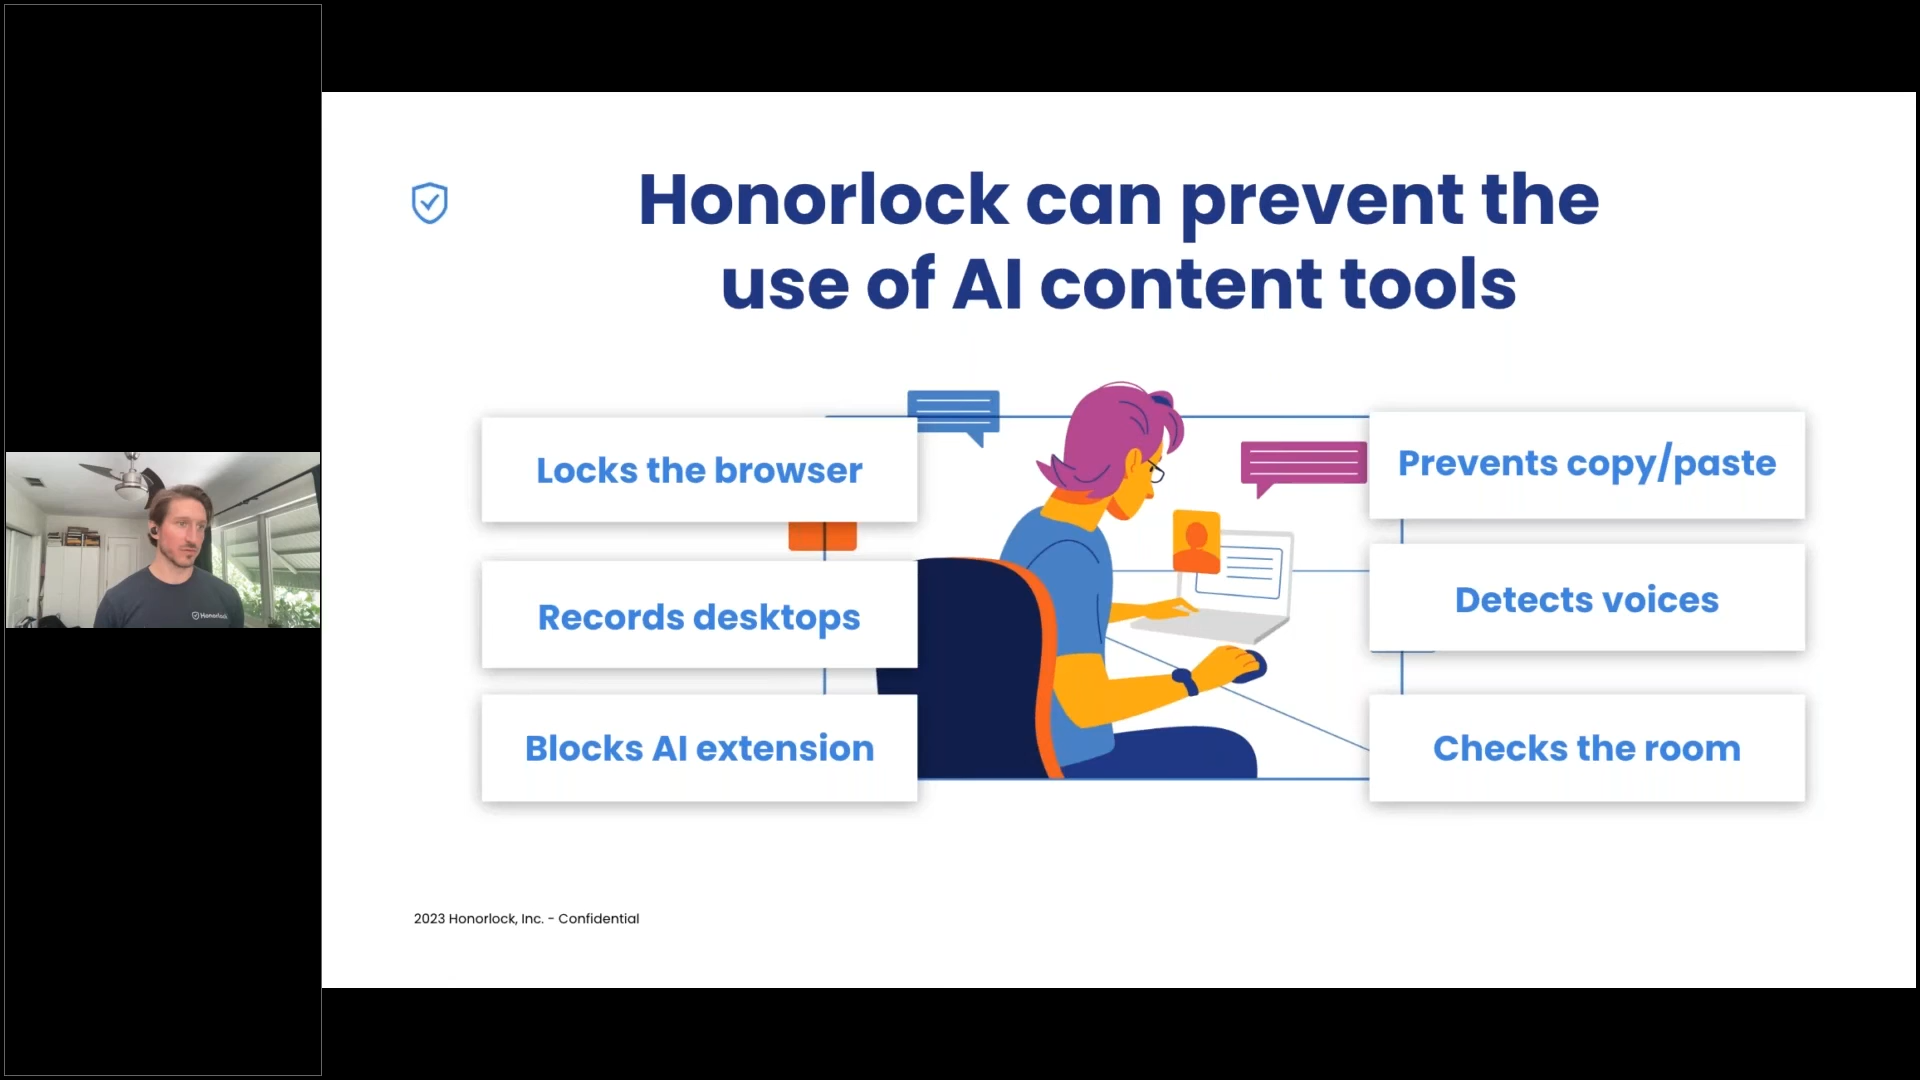 Honorlock can prevent the
use of AI content tools
Locks the browser
Records desktops
Blocks AI extension
Prevents copy/paste
Detects voices
Checks the room
2023 Honorlock, Inc. - Confidential
Honorlock